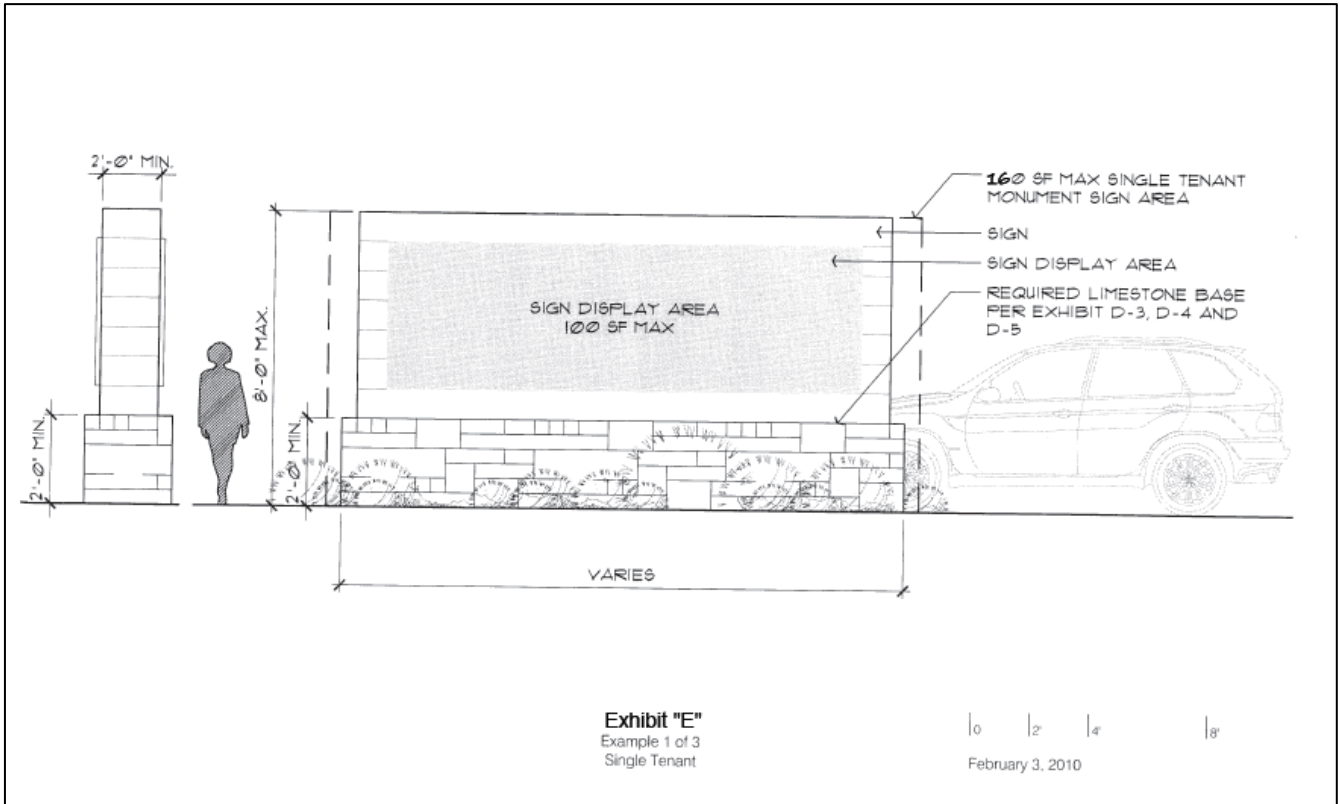 2'-0" MIN.
2'-0" MIN.
8'-0" MAX.
2'-0" MIN.
SIGN DISPLAY AREA
100 SF MAX
160 SF MAX SINGLE TENANT
MONUMENT SIGN AREA
SIGN
SIGN DISPLAY AREA
REQUIRED LIMESTONE BASE
PER EXHIBIT D-3, D-4 AND
D-5
VARIES
Exhibit "E"
Example 1 of 3
Single Tenant
0 2' 4' 8'
February 3, 2010